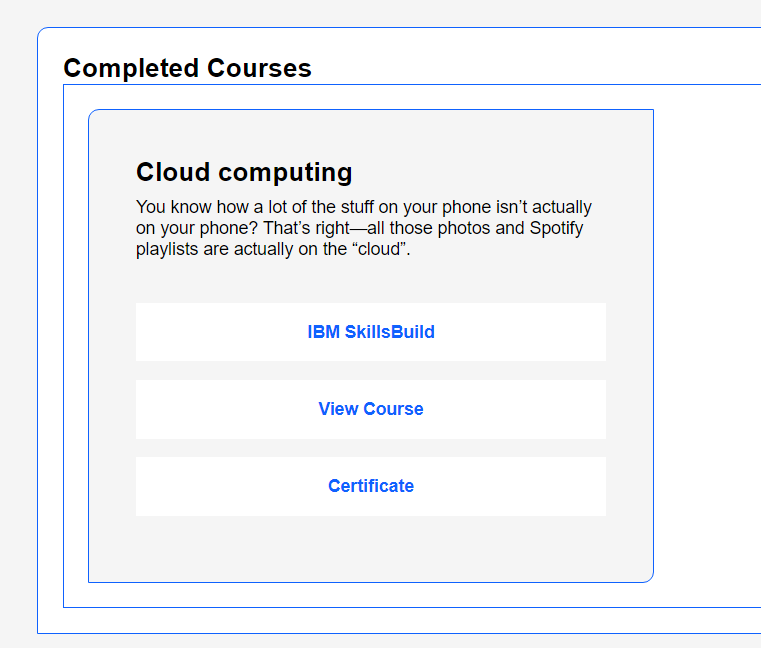 Completed Courses
Cloud computing
You know how a lot of the stuff on your phone isn’t actually
on your phone? That’s right—all those photos and Spotify
playlists are actually on the “cloud”.
IBM SkillsBuild
View Course
Certificate